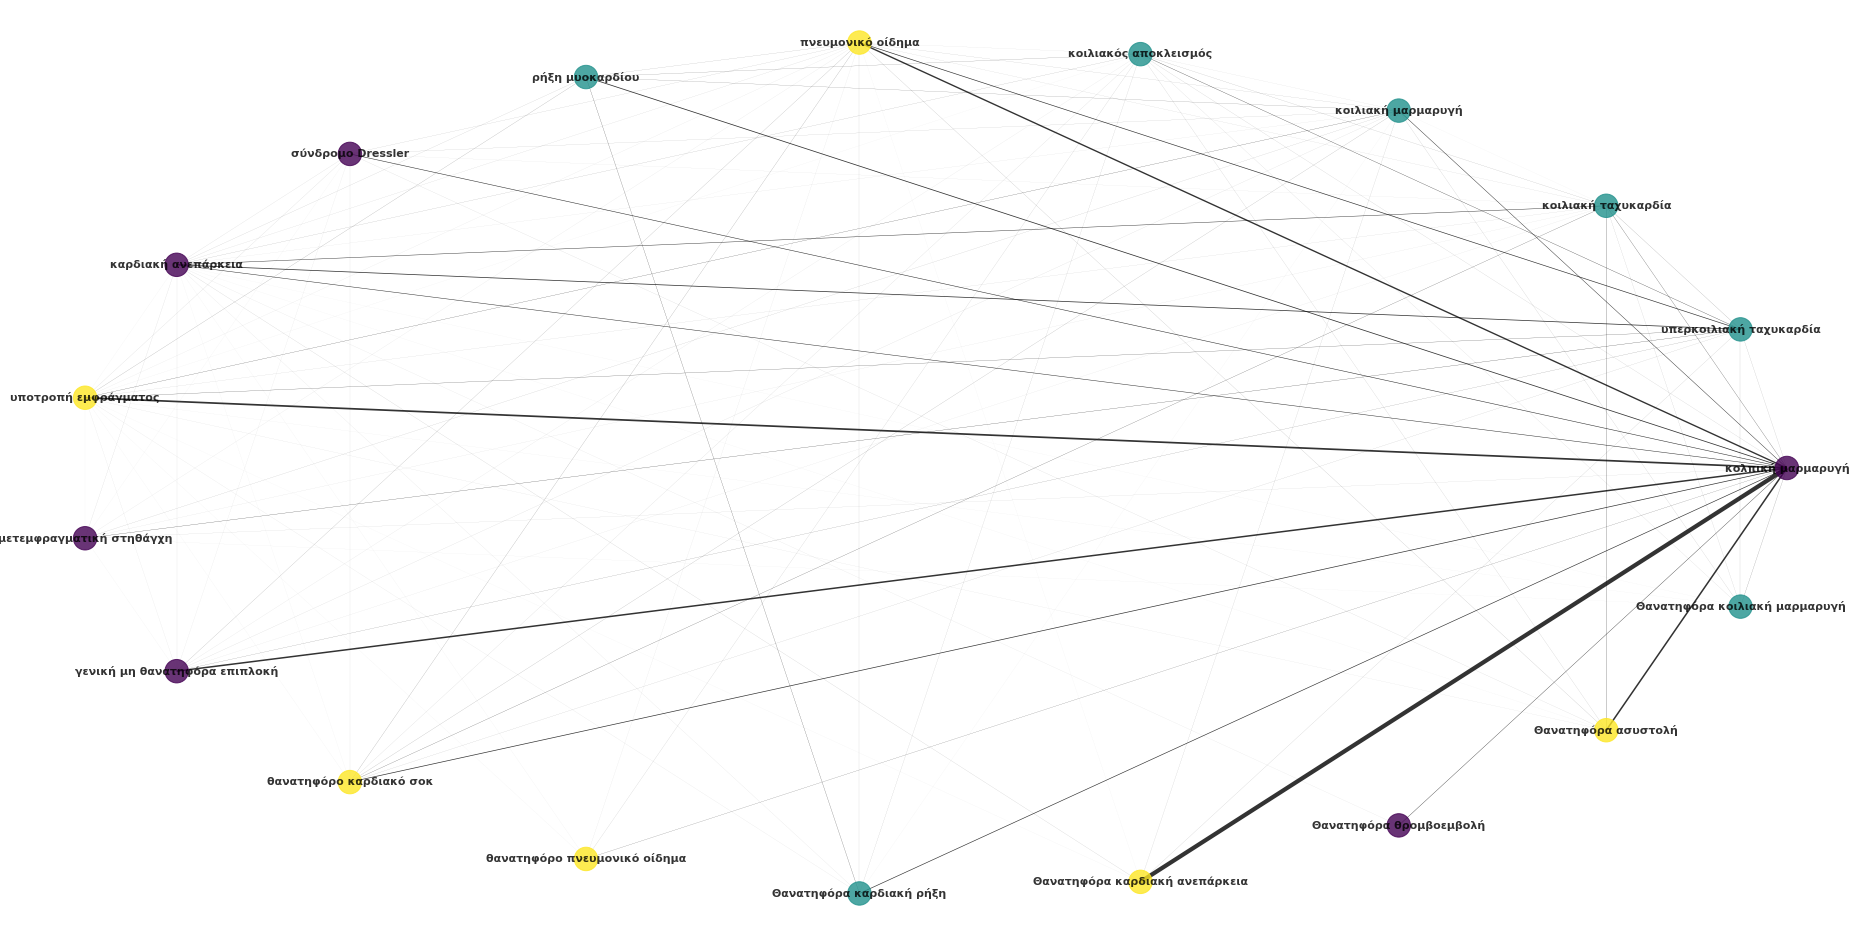 πνευμονικό οίδημα
κοιλιακός αποκλεισμός
ρήξη μυοκαρδίου
κοιλιακή μαρμαρυγή
σύνδρομο Dressler
κοιλιακή ταχυκαρδία
καρδιακή ανεπάρκεια
υπερκοιλιακή ταχυκαρδία
υποτροπή εμφράγματος
κολπική μαρμαρυγή
μετεμφραγματική στηθάγχη
Θανατηφόρα κοιλιακή μαρμαρυγή
γενική μη θανατηφόρα επιπλοκή
Θανατηφόρα ασυστολή
θανατηφόρο καρδιακό σοκ
Θανατηφόρα θρομβοεμβολή
θανατηφόρο πνευμονικό οίδημα
Θανατηφόρα καρδιακή ανεπάρκεια
Θανατηφόρα καρδιακή ρήξη